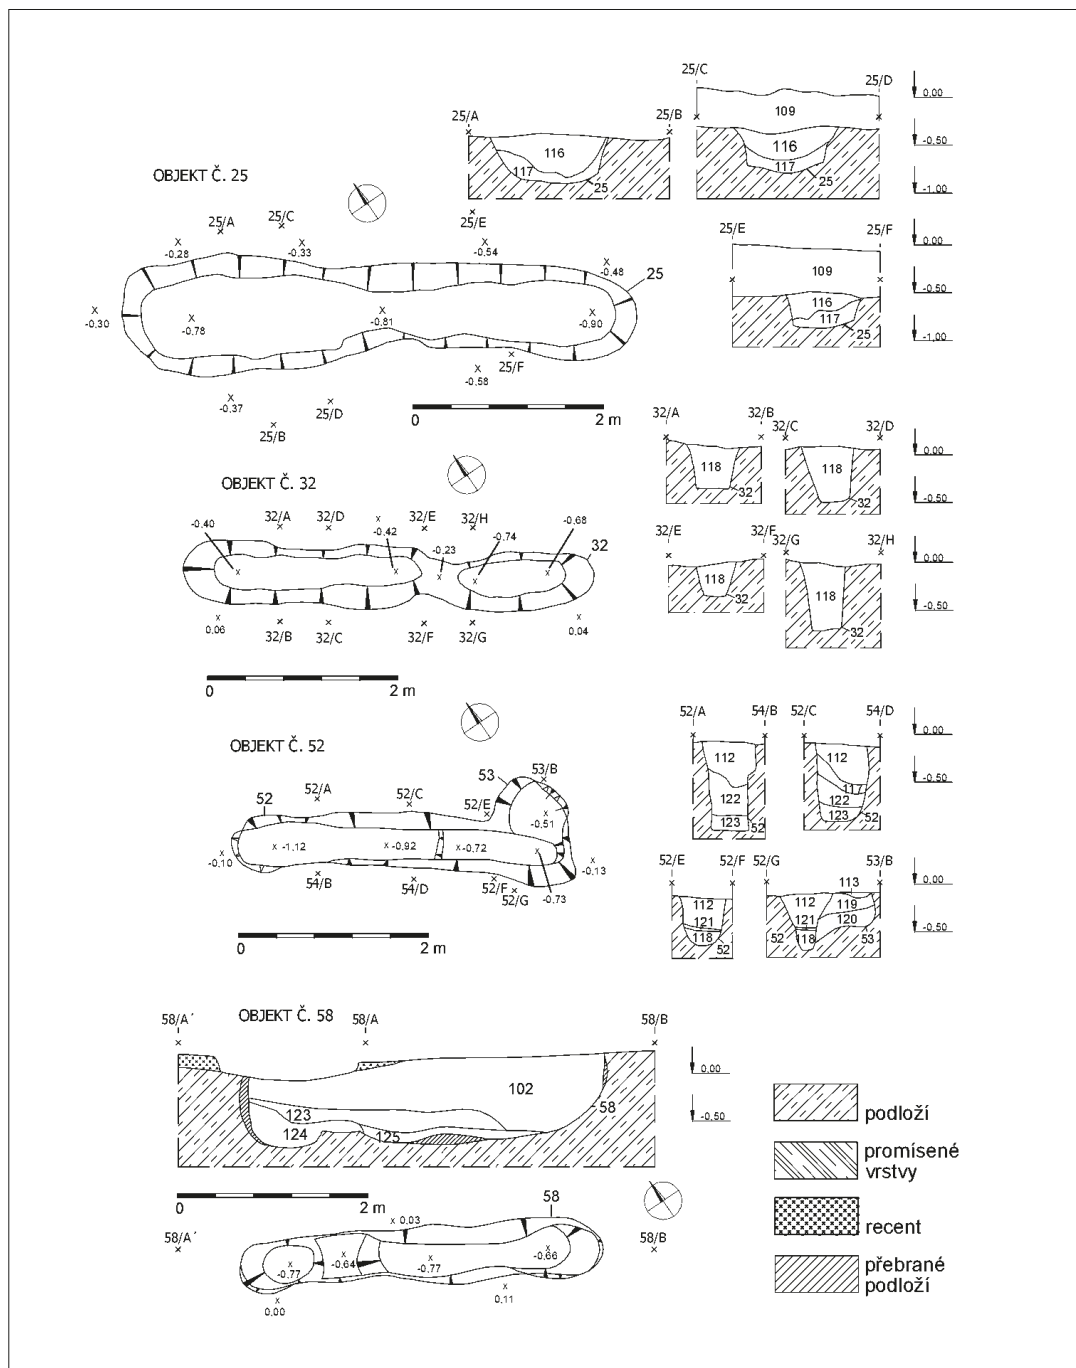 25/C 25/D
0,00
25/A 25/B
109
116 116 -0,50
117 117
25 25
-1,00
OBJEKT Č. 25
25/A 25/C 25/E
25/E 25/F
0,00
-0,28 -0,33 -0,54
-0,48 25
109
-0,50
-0,30 -0,78 -0,81 -0,90
116
117
25
-1,00
25/F
-0,37 -0,58
25/D
25/B
0 2 m
32/A 32/B 32/C 32/D
0,00
118 118
32 32
-0,50
OBJEKT Č. 32
-0,40 32/A 32/D -0,42 32/E 32/H -0,68
-0,74
-0,23
32
32/E 32/F 32/G 32/H
0,00
118
32
118
-0,50
32
0,06 0,04
32/B 32/C 32/F 32/G
0 2 m
52/A 54/B 52/C 54/D
0,00
112 112
-0,50
117
122 122
123 123
52 52
OBJEKT Č. 52
53 53/B
52/A 52/C 52/E
52
-0,51
-0,10 -1,12 -0,92 -0,72
-0,13
-0,73
54/B 54/D 52/F
52/G
52/E 52/F 52/G 53/B
113
0,00
112 112 119
121 121 120
-0,50
118 52 52 118 53
0 2 m
OBJEKT Č. 58
58/A´ 58/A 58/B
0,00
102
58
-0,50
123
124 125
podloží
promísené
vrstvy
recent
přebrané
podloží
0 2 m
58
58/A´ 58/B
0,03
-0,77 -0,64 -0,77 -0,66
0,00 0,11